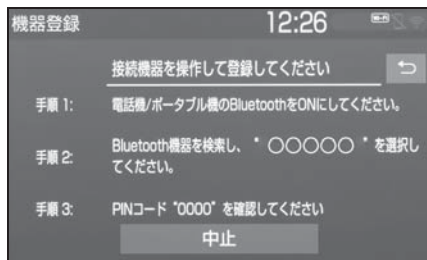 機器登録 12:26 Wi-Fi
接続機器を操作して登録してください
手順 1: 電話機/ポータブル機のBluetoothをONにしてください。
手順 2: Bluetooth機器を検索し、" ○○○○○ "を選択し
てください。
手順 3: PINコード"0000"を確認してください
中止